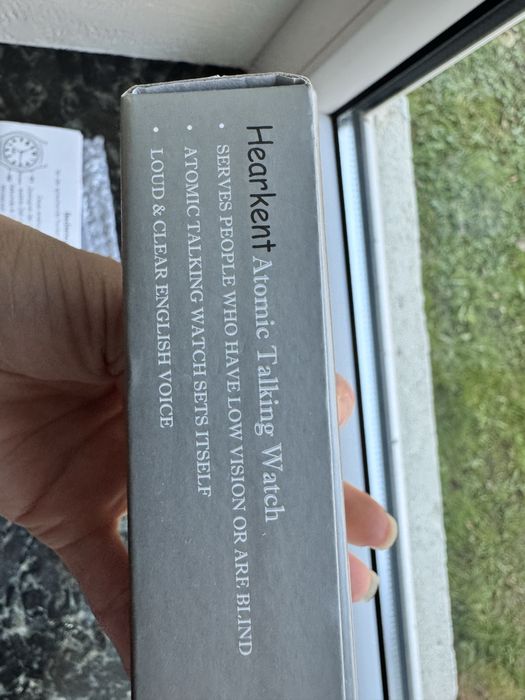 Hearkent Atomic Talking Watch
• SERVES PEOPLE WHO HAVE LOW VISION OR ARE BLIND
• ATOMIC TALKING WATCH SETS ITSELF
• LOUD & CLEAR ENGLISH VOICE